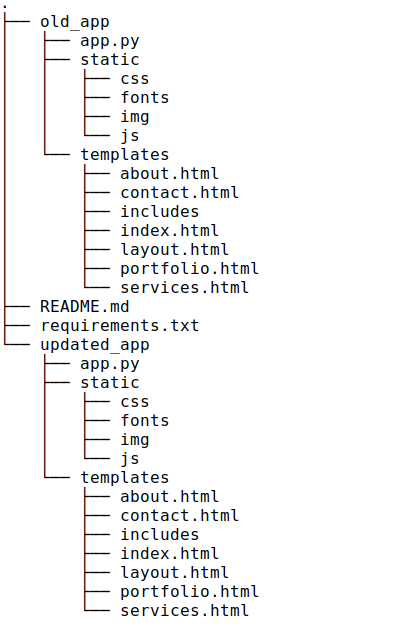 .
├── old_app
│   ├── app.py
│   ├── static
│   │   ├── css
│   │   ├── fonts
│   │   ├── img
│   │   └── js
│   └── templates
│       ├── about.html
│       ├── contact.html
│       ├── includes
│       ├── index.html
│       ├── layout.html
│       ├── portfolio.html
│       └── services.html
├── README.md
├── requirements.txt
└── updated_app
    ├── app.py
    ├── static
    │   ├── css
    │   ├── fonts
    │   ├── img
    │   └── js
    └── templates
        ├── about.html
        ├── contact.html
        ├── includes
        ├── index.html
        ├── layout.html
        ├── portfolio.html
        └── services.html